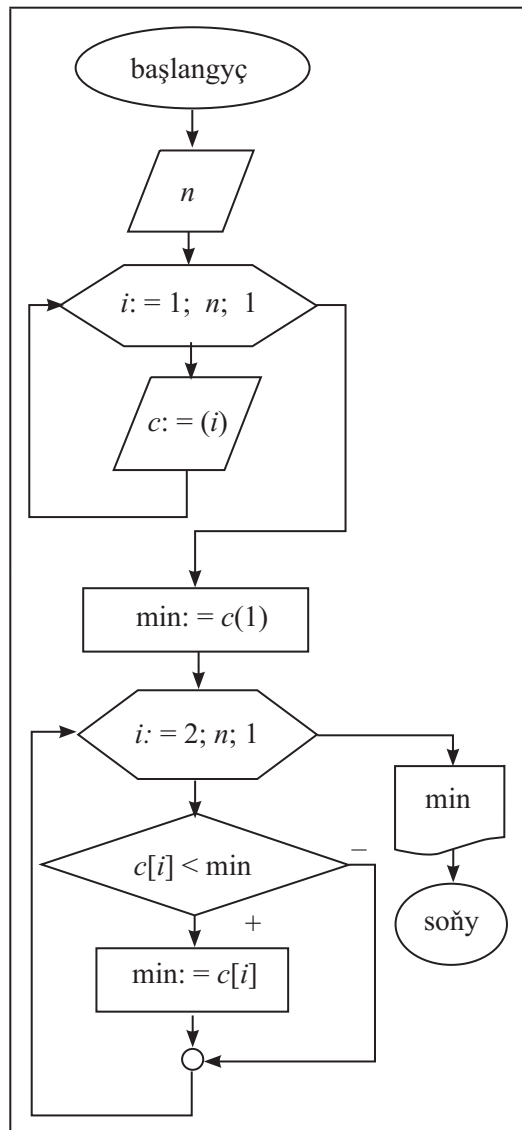 başlangyç
n
i: = 1; n; 1
c: = (i)
min: = c(1)
i: = 2; n; 1
min
c[i] < min
–
+
soňy
min: = c[i]